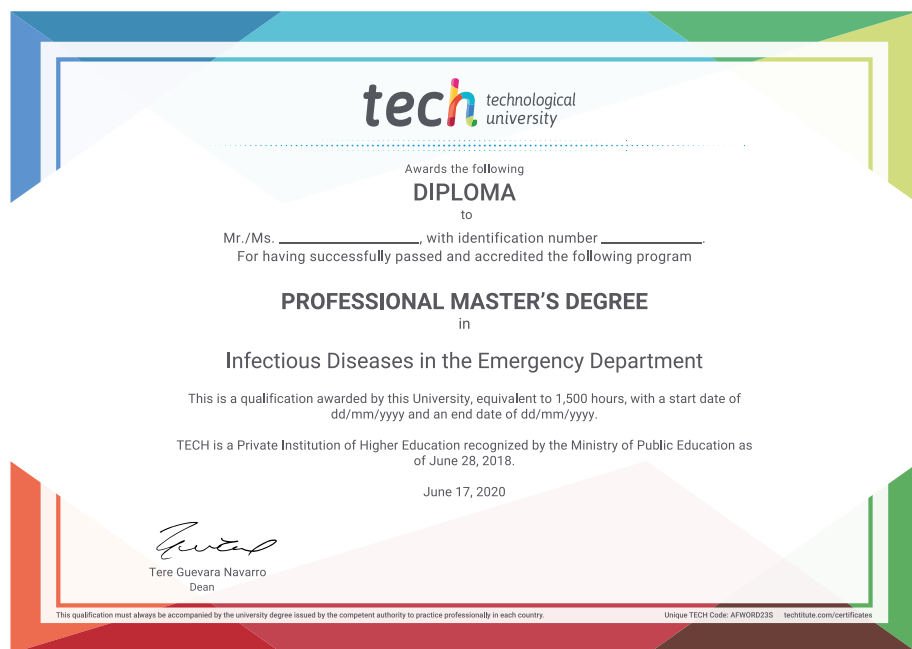 tech technological
university
Awards the following
DIPLOMA
to
Mr./Ms. ____________________, with identification number ______________.
For having successfully passed and accredited the following program
PROFESSIONAL MASTER'S DEGREE
in
Infectious Diseases in the Emergency Department
This is a qualification awarded by this University, equivalent to 1,500 hours, with a start date of
dd/mm/yyyy and an end date of dd/mm/yyyy.
TECH is a Private Institution of Higher Education recognized by the Ministry of Public Education as
of June 28, 2018.
June 17, 2020
Tere Guevara Navarro
Dean
This qualification must always be accompanied by the university degree issued by the competent authority to practice professionally in each country. Unique TECH Code: AFWORD23S techtitute.com/certificates